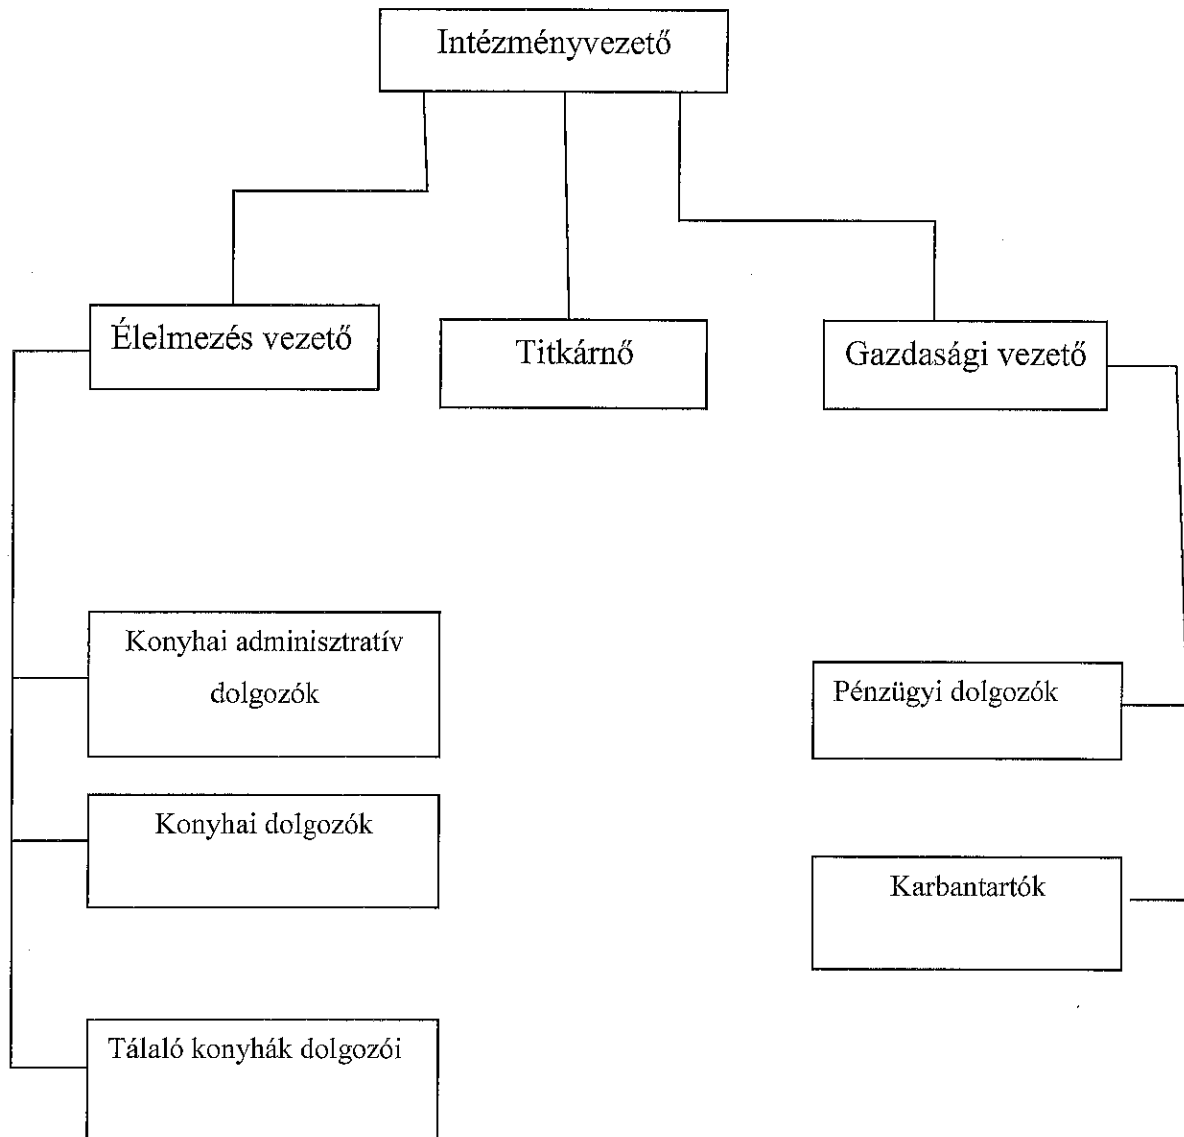 Intézményvezető
Élelmezés vezető
Titkárnő
Gazdasági vezető
Konyhai adminisztratív
dolgozók
Pénzügyi dolgozók
Konyhai dolgozók
Karbantartók
Tálaló konyhák dolgozói